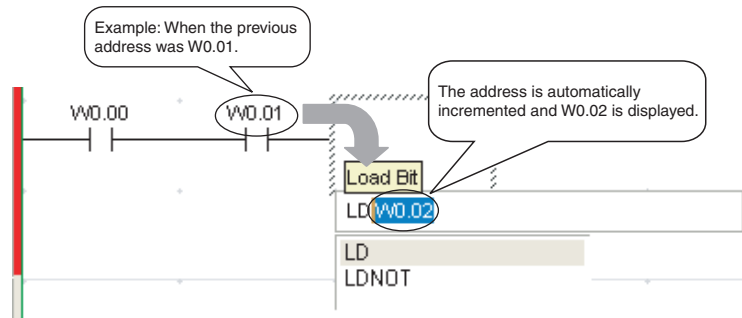 Example: When the previous
address was W0.01.
The address is automatically
incremented and W0.02 is displayed.
W0.00
W0.01
Load Bit
LD W0.02
LD
LDNOT